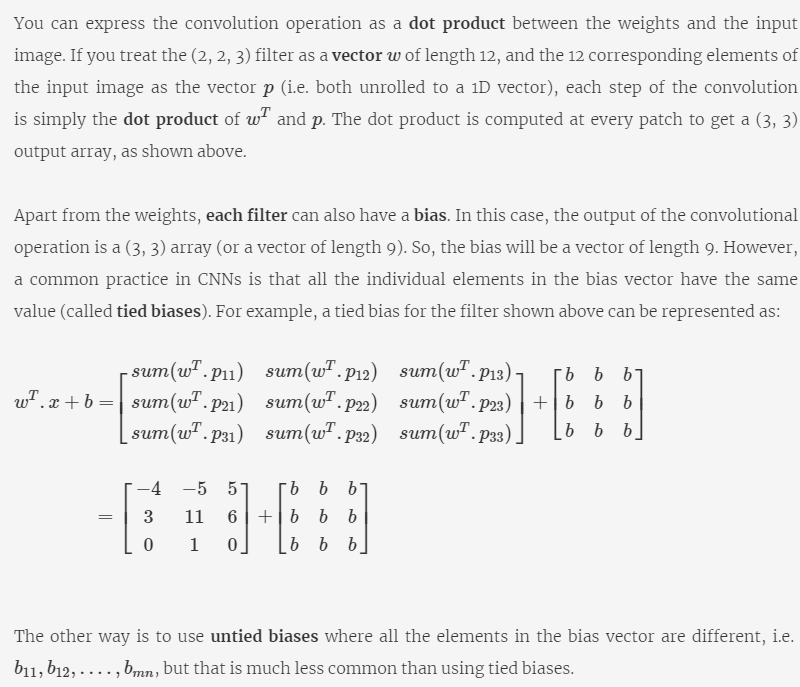 You can express the convolution operation as a dot product between the weights and the input
image. If you treat the (2, 2, 3) filter as a vector w of length 12, and the 12 corresponding elements of
the input image as the vector p (i.e. both unrolled to a 1D vector), each step of the convolution
is simply the dot product of w^T and p. The dot product is computed at every patch to get a (3, 3)
output array, as shown above.
Apart from the weights, each filter can also have a bias. In this case, the output of the convolutional
operation is a (3, 3) array (or a vector of length 9). So, the bias will be a vector of length 9. However,
a common practice in CNNs is that all the individual elements in the bias vector have the same
value (called tied biases). For example, a tied bias for the filter shown above can be represented as:
sum(w^T.p11) sum(w^T.p12) sum(w^T.p13) b b b
w^T.x + b = sum(w^T.p21) sum(w^T.p22) sum(w^T.p23) + b b b
sum(w^T.p31) sum(w^T.p32) sum(w^T.p33) b b b
−4 −5 5 b b b
= 3 11 6 + b b b
0 1 0 b b b
The other way is to use untied biases where all the elements in the bias vector are different, i.e.
b11, b12, . . . . , bmn, but that is much less common than using tied biases.